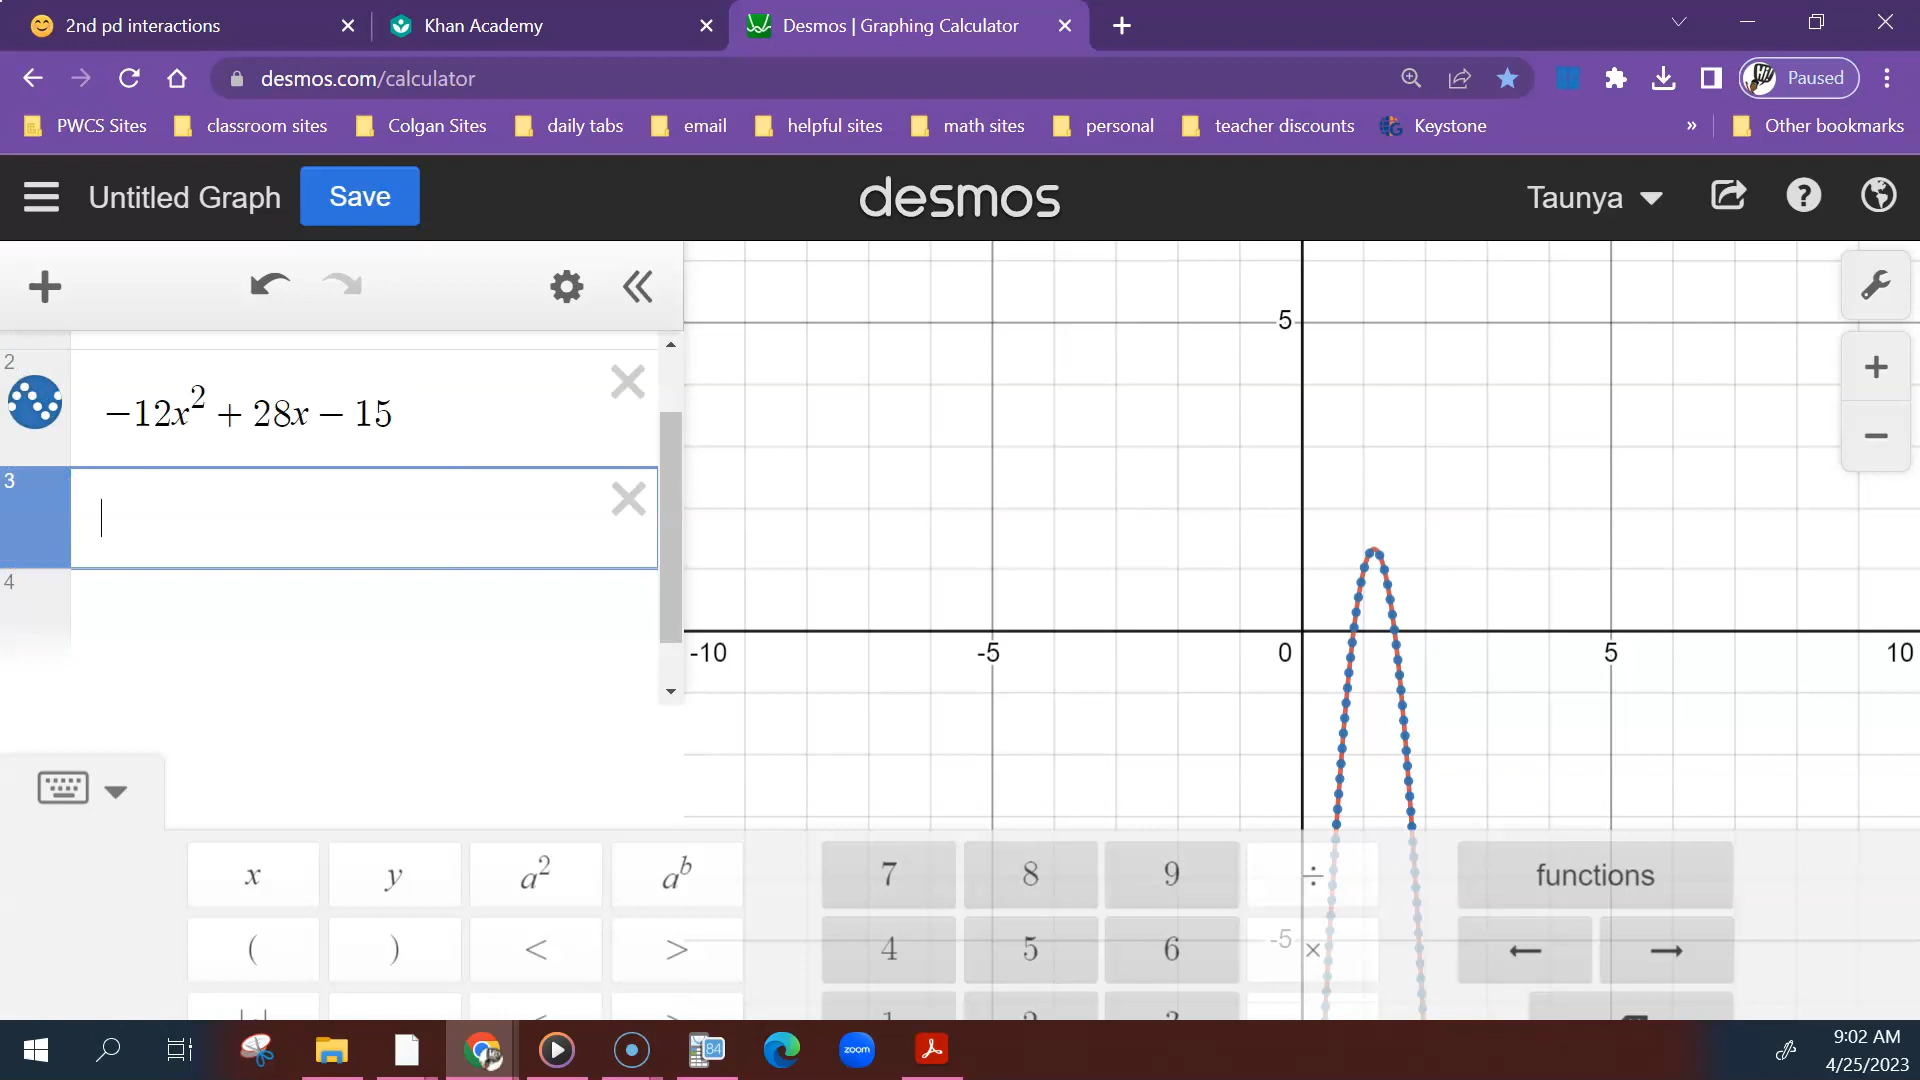 2nd pd interactions
Khan Academy
Desmos | Graphing Calculator
desmos.com/calculator
Paused
PWCS Sites
classroom sites
Colgan Sites
daily tabs
email
helpful sites
math sites
personal
teacher discounts
Keystone
»
Other bookmarks
Untitled Graph
Save
desmos
Taunya
2
−12x² + 28x − 15
3
4
5
-10
-5
0
5
10
-5
x
y
a²
aᵇ
7
8
9
÷
functions
(
)
<
>
4
5
6
×
←
→
84
zoom
9:02 AM
4/25/2023